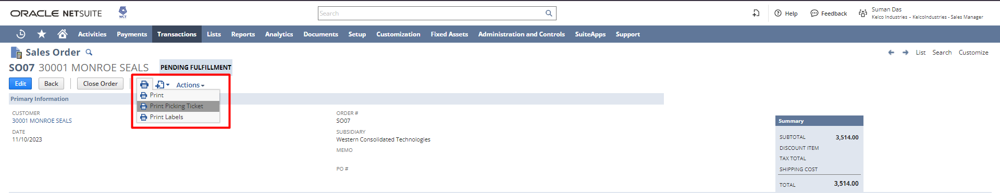 ORACLE NETSUITE
WCT
Search
Help
Feedback
Suman Das
Kelco Industries - KelcoIndustries - Sales Manager
Activities Payments Transactions Lists Reports Analytics Documents Setup Customization Fixed Assets Administration and Controls SuiteApps Support
Sales Order
List Search Customize
SO07 30001 MONROE SEALS PENDING FULFILLMENT
Edit Back Close Order Actions
Print
Print Picking Ticket
Print Labels
Primary Information
CUSTOMER
30001 MONROE SEALS
DATE
11/10/2023
ORDER #
SO07
SUBSIDIARY
Western Consolidated Technologies
MEMO
PO #
Summary
SUBTOTAL 3,514.00
DISCOUNT ITEM
TAX TOTAL
SHIPPING COST
TOTAL 3,514.00